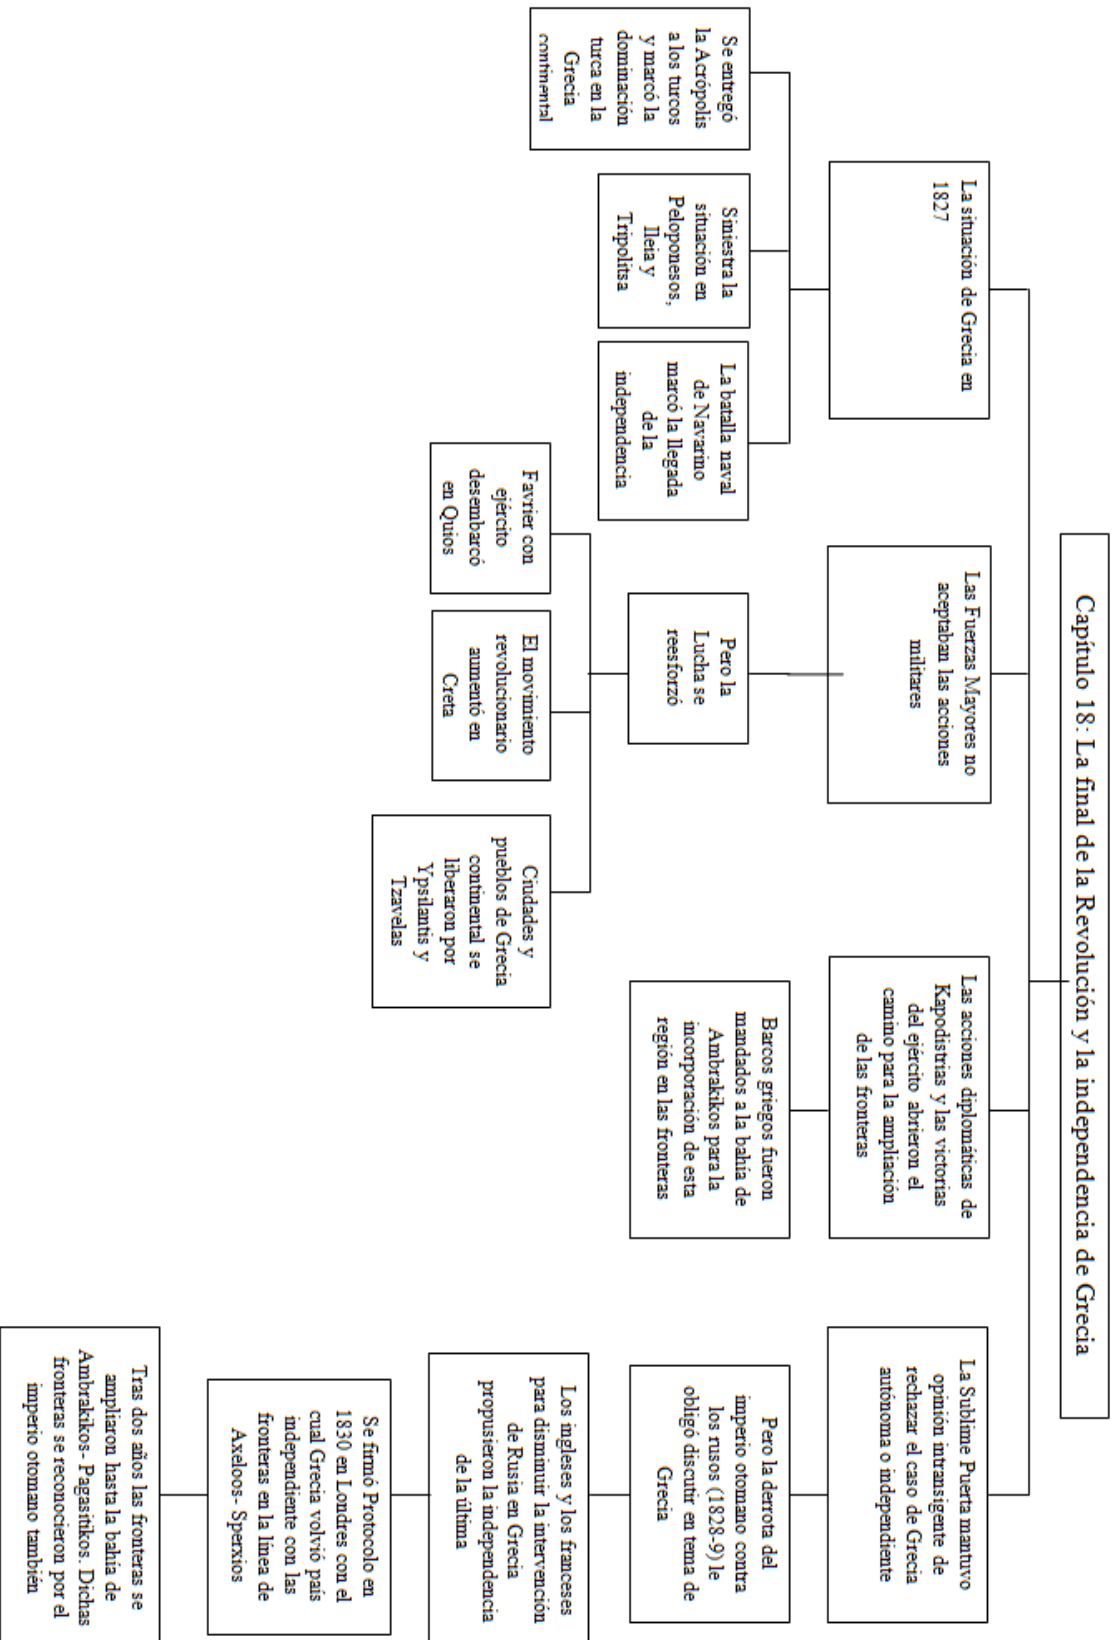 Capítulo 18: La final de la Revolución y la independencia de Grecia
La situación de Grecia en
1827
Se entregó
la Acrópolis
a los turcos
y marcó la
dominación
turca en la
Grecia
continental
Siniestra la
situación en
Peloponesos,
Ileia y
Tripolitsa
La batalla naval
de Navarino
marcó la llegada
de la
independencia
Las Fuerzas Mayores no
aceptaban las acciones
militares
Pero la
Lucha se
reesforzó
Favrier con
ejército
desembarcó
en Quios
El movimiento
revolucionario
aumentó en
Creta
Ciudades y
pueblos de Grecia
continental se
liberaron por
Ypsilantis y
Tzavelas
Las acciones diplomáticas de
Kapodistrias y las victorias
del ejército abrieron el
camino para la ampliación
de las fronteras
Barcos griegos fueron
mandados a la bahía de
Ambrakikos para la
incorporación de esta
región en las fronteras
La Sublime Puerta mantuvo
opinión intransigente de
rechazar el caso de Grecia
autónoma o independiente
Pero la derrota del
imperio otomano contra
los rusos (1828-9) le
obligó discutir en tema de
Grecia
Los ingleses y los franceses
para disminuir la intervención
de Rusia en Grecia
propusieron la independencia
de la última
Se firmó Protocolo en
1830 en Londres con el
cual Grecia volvió país
independiente con las
fronteras en la línea de
Axeloos- Sperxios
Tras dos años las fronteras se
ampliaron hasta la bahía de
Ambrakikos- Pagasitikos. Dichas
fronteras se reconocieron por el
imperio otomano también